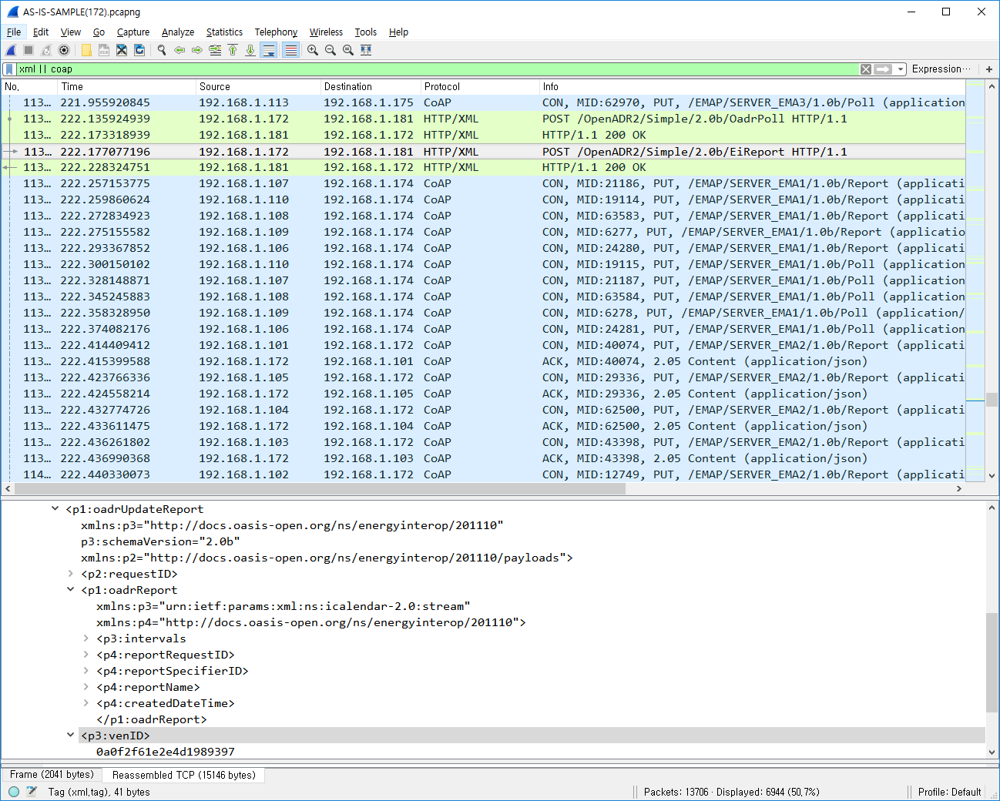 AS-IS-SAMPLE(172).pcapng
File Edit View Go Capture Analyze Statistics Telephony Wireless Tools Help
xml || coap Expression… +
No. Time Source Destination Protocol Info
113… 221.955920845 192.168.1.113 192.168.1.175 CoAP CON, MID:62970, PUT, /EMAP/SERVER_EMA3/1.0b/Poll (application
113… 222.135924939 192.168.1.172 192.168.1.181 HTTP/XML POST /OpenADR2/Simple/2.0b/OadrPoll HTTP/1.1
113… 222.173318939 192.168.1.181 192.168.1.172 HTTP/XML HTTP/1.1 200 OK
113… 222.177077196 192.168.1.172 192.168.1.181 HTTP/XML POST /OpenADR2/Simple/2.0b/EiReport HTTP/1.1
113… 222.228324751 192.168.1.181 192.168.1.172 HTTP/XML HTTP/1.1 200 OK
113… 222.257153775 192.168.1.107 192.168.1.174 CoAP CON, MID:21186, PUT, /EMAP/SERVER_EMA1/1.0b/Report (applicati
113… 222.259860624 192.168.1.110 192.168.1.174 CoAP CON, MID:19114, PUT, /EMAP/SERVER_EMA1/1.0b/Report (applicati
113… 222.272834923 192.168.1.108 192.168.1.174 CoAP CON, MID:63583, PUT, /EMAP/SERVER_EMA1/1.0b/Report (applicati
113… 222.275155582 192.168.1.109 192.168.1.174 CoAP CON, MID:6277, PUT, /EMAP/SERVER_EMA1/1.0b/Report (applicatio
113… 222.293367852 192.168.1.106 192.168.1.174 CoAP CON, MID:24280, PUT, /EMAP/SERVER_EMA1/1.0b/Report (applicati
113… 222.300150102 192.168.1.110 192.168.1.174 CoAP CON, MID:19115, PUT, /EMAP/SERVER_EMA1/1.0b/Poll (application
113… 222.328148871 192.168.1.107 192.168.1.174 CoAP CON, MID:21187, PUT, /EMAP/SERVER_EMA1/1.0b/Poll (application
113… 222.345245883 192.168.1.108 192.168.1.174 CoAP CON, MID:63584, PUT, /EMAP/SERVER_EMA1/1.0b/Poll (application
113… 222.358328950 192.168.1.109 192.168.1.174 CoAP CON, MID:6278, PUT, /EMAP/SERVER_EMA1/1.0b/Poll (application/
113… 222.374082176 192.168.1.106 192.168.1.174 CoAP CON, MID:24281, PUT, /EMAP/SERVER_EMA1/1.0b/Poll (application
113… 222.414409412 192.168.1.101 192.168.1.172 CoAP CON, MID:40074, PUT, /EMAP/SERVER_EMA2/1.0b/Report (applicati
113… 222.415399588 192.168.1.172 192.168.1.101 CoAP ACK, MID:40074, 2.05 Content (application/json)
113… 222.423766336 192.168.1.105 192.168.1.172 CoAP CON, MID:29336, PUT, /EMAP/SERVER_EMA2/1.0b/Report (applicati
113… 222.424558214 192.168.1.172 192.168.1.105 CoAP ACK, MID:29336, 2.05 Content (application/json)
113… 222.432774726 192.168.1.104 192.168.1.172 CoAP CON, MID:62500, PUT, /EMAP/SERVER_EMA2/1.0b/Report (applicati
113… 222.433611475 192.168.1.172 192.168.1.104 CoAP ACK, MID:62500, 2.05 Content (application/json)
113… 222.436261802 192.168.1.103 192.168.1.172 CoAP CON, MID:43398, PUT, /EMAP/SERVER_EMA2/1.0b/Report (applicati
113… 222.436990368 192.168.1.172 192.168.1.103 CoAP ACK, MID:43398, 2.05 Content (application/json)
114… 222.440330073 192.168.1.102 192.168.1.172 CoAP CON, MID:12749, PUT, /EMAP/SERVER_EMA2/1.0b/Report (applicati
<p1:oadrUpdateReport
xmlns:p3="http://docs.oasis-open.org/ns/energyinterop/201110"
p3:schemaVersion="2.0b"
xmlns:p2="http://docs.oasis-open.org/ns/energyinterop/201110/payloads">
<p2:requestID>
<p1:oadrReport
xmlns:p3="urn:ietf:params:xml:ns:icalendar-2.0:stream"
xmlns:p4="http://docs.oasis-open.org/ns/energyinterop/201110">
<p3:intervals
<p4:reportRequestID>
<p4:reportSpecifierID>
<p4:reportName>
<p4:createdDateTime>
</p1:oadrReport>
<p3:venID>
0a0f2f61e2e4d1989397
Frame (2041 bytes) Reassembled TCP (15146 bytes)
Tag (xml.tag), 41 bytes Packets: 13706 · Displayed: 6944 (50.7%) Profile: Default